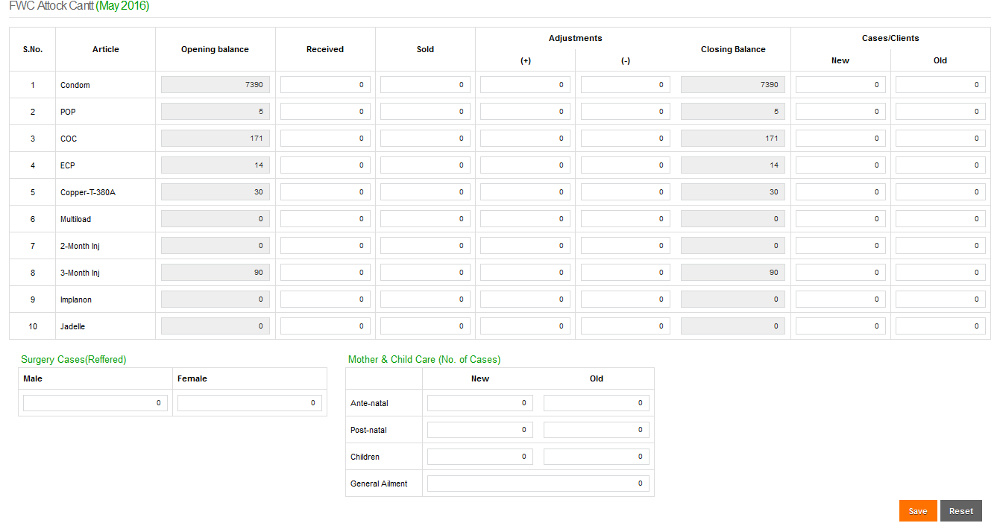 FWC Attock Cantt (May 2016)
S.No. Article Opening balance Received Sold Adjustments Closing Balance Cases/Clients
(+) (-) New Old
1 Condom 7390 0 0 0 0 7390 0 0
2 POP 5 0 0 0 0 5 0 0
3 COC 171 0 0 0 0 171 0 0
4 ECP 14 0 0 0 0 14 0 0
5 Copper-T-380A 30 0 0 0 0 30 0 0
6 Multiload 0 0 0 0 0 0 0 0
7 2-Month Inj 0 0 0 0 0 0 0 0
8 3-Month Inj 90 0 0 0 0 90 0 0
9 Implanon 0 0 0 0 0 0 0 0
10 Jadelle 0 0 0 0 0 0 0 0
Surgery Cases(Reffered)
Male Female
0 0
Mother & Child Care (No. of Cases)
New Old
Ante-natal 0 0
Post-natal 0 0
Children 0 0
General Ailment 0
Save Reset